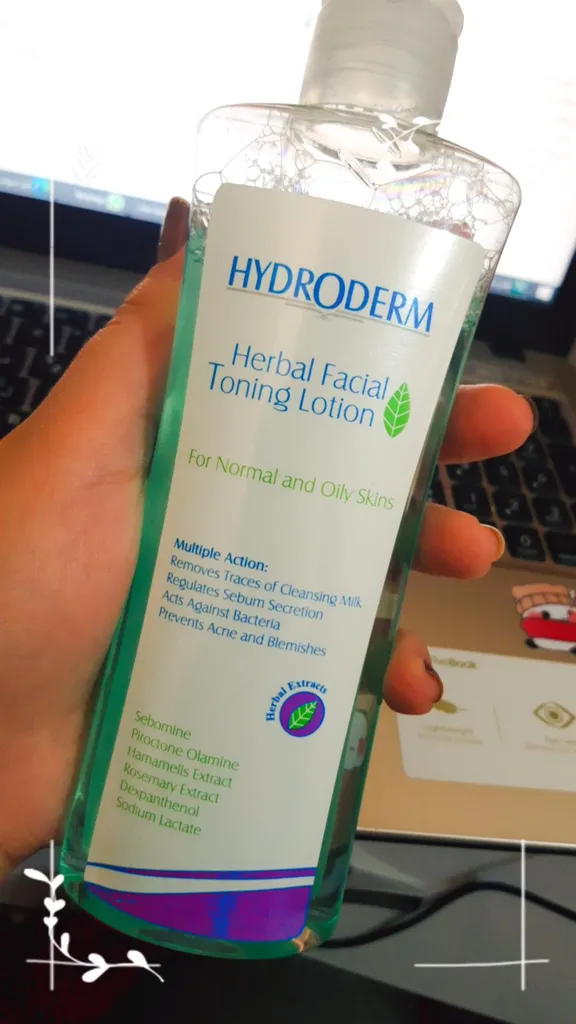 HYDRODERM
Herbal Facial
Toning Lotion
For Normal and Oily Skins
Multiple Action:
Removes Traces of Cleansing Milk
Regulates Sebum Secretion
Acts Against Bacteria
Prevents Acne and Blemishes
Herbal Extracts
Sebomine
Piroctone Olamine
Hamamelis Extract
Rosemary Extract
Dexpanthenol
Sodium Lactate